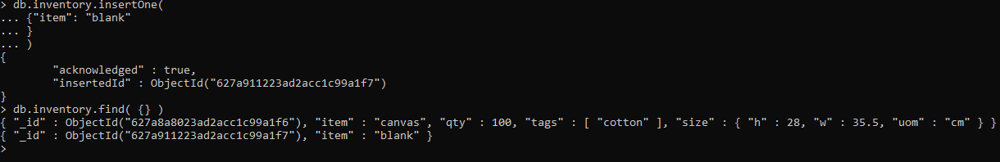 > db.inventory.insertOne(
... {"item": "blank"
... }
... )
{
        "acknowledged" : true,
        "insertedId" : ObjectId("627a911223ad2acc1c99a1f7")
}
> db.inventory.find( {} )
{ "_id" : ObjectId("627a8a8023ad2acc1c99a1f6"), "item" : "canvas", "qty" : 100, "tags" : [ "cotton" ], "size" : { "h" : 28, "w" : 35.5, "uom" : "cm" } }
{ "_id" : ObjectId("627a911223ad2acc1c99a1f7"), "item" : "blank" }
>